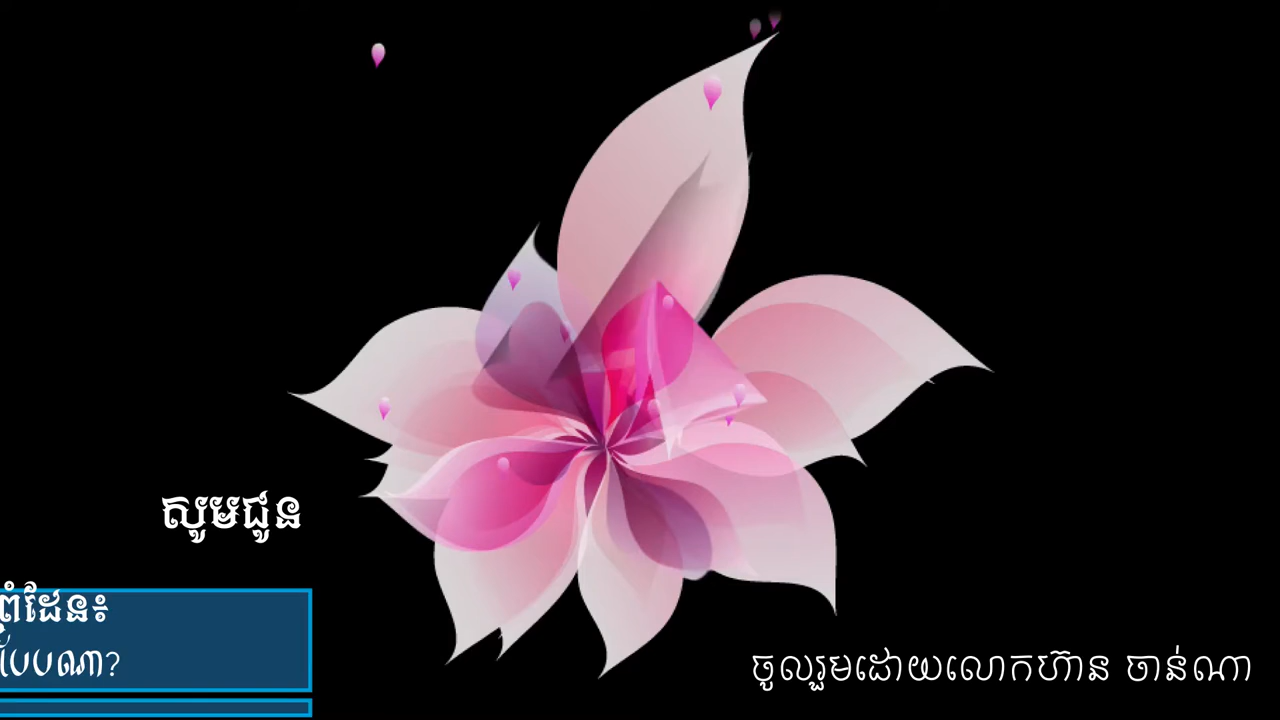 សូមជូន
ព្រំដែន៖
បែបណា?
ចូលរួមដោយលោកហ៊ាន ចាន់ណា